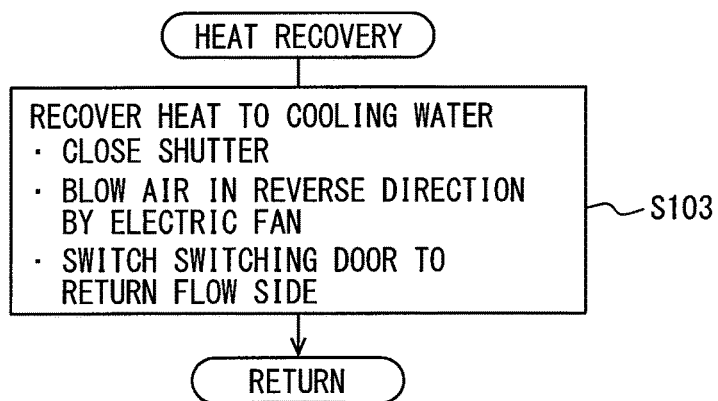 HEAT RECOVERY
RECOVER HEAT TO COOLING WATER
· CLOSE SHUTTER
· BLOW AIR IN REVERSE DIRECTION
BY ELECTRIC FAN
· SWITCH SWITCHING DOOR TO
RETURN FLOW SIDE
S103
RETURN